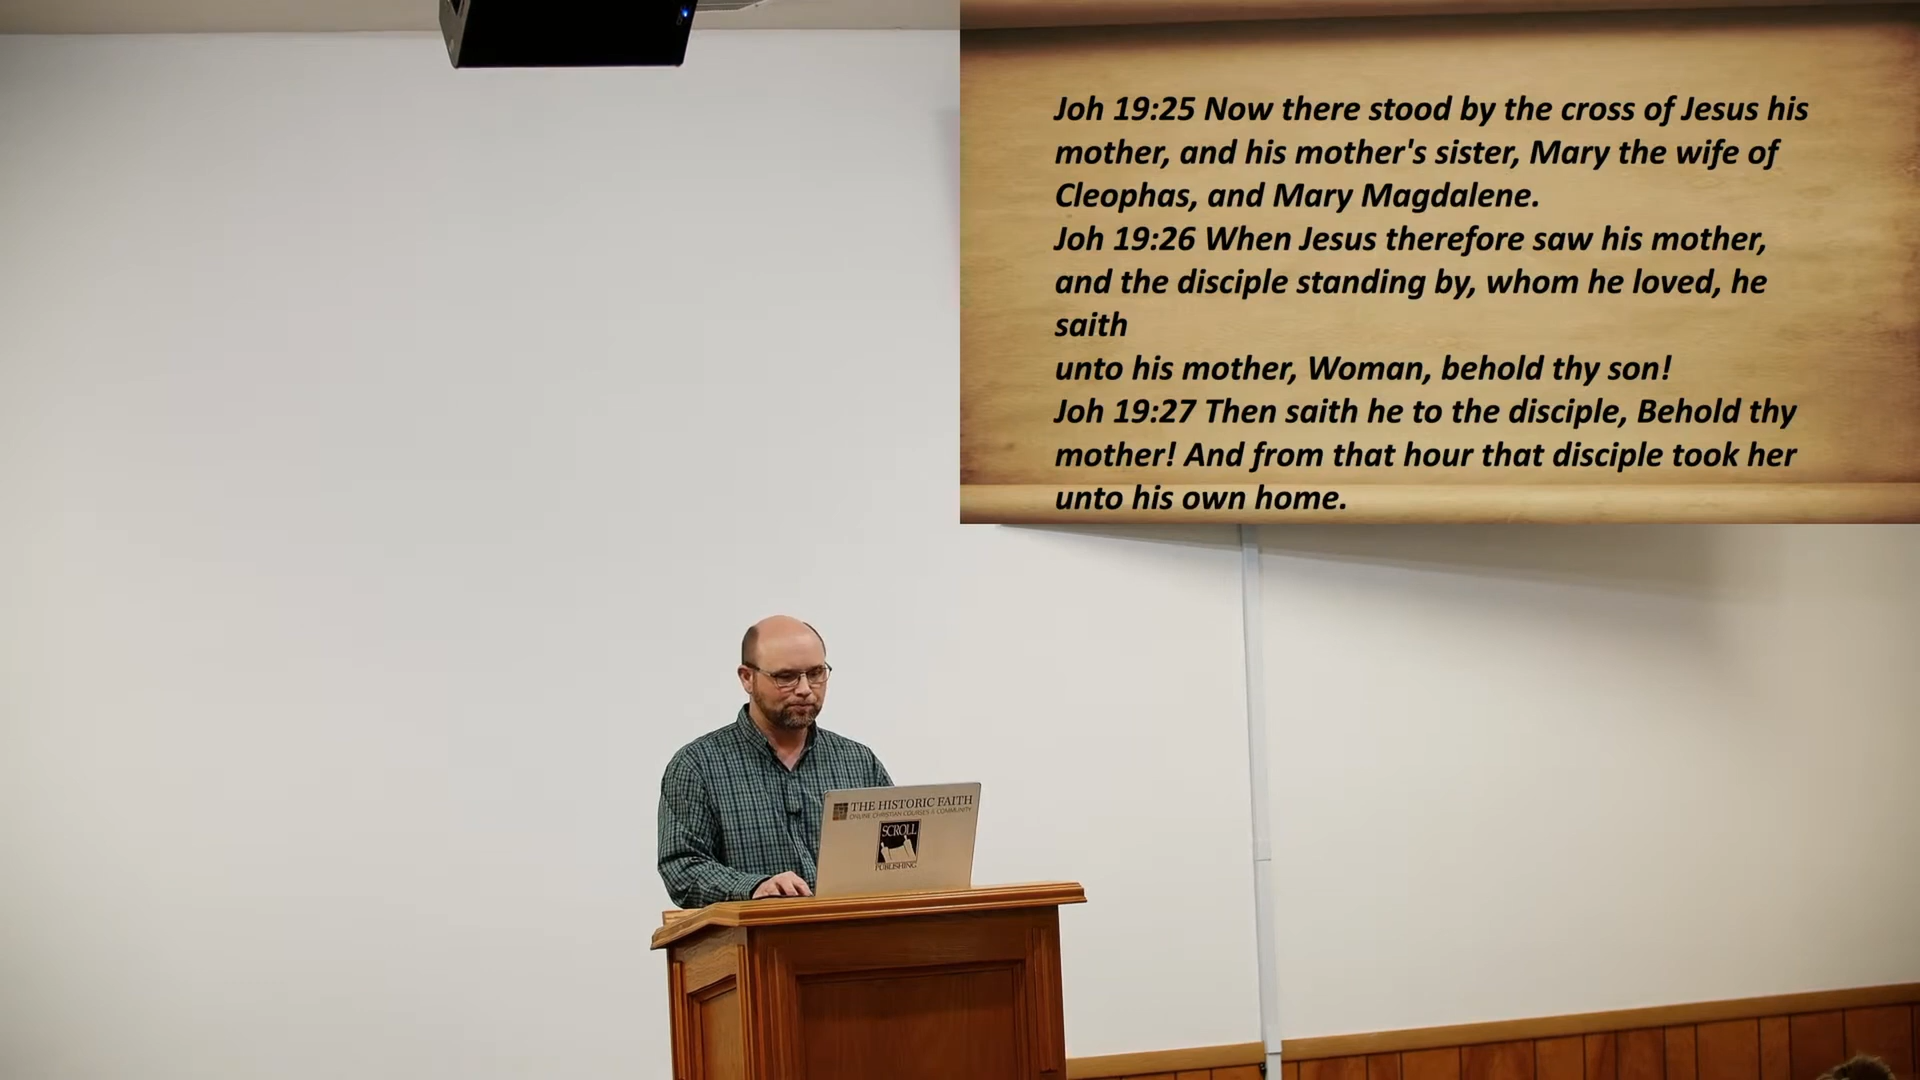 Joh 19:25 Now there stood by the cross of Jesus his
mother, and his mother's sister, Mary the wife of
Cleophas, and Mary Magdalene.
Joh 19:26 When Jesus therefore saw his mother,
and the disciple standing by, whom he loved, he
saith
unto his mother, Woman, behold thy son!
Joh 19:27 Then saith he to the disciple, Behold thy
mother! And from that hour that disciple took her
unto his own home.
THE HISTORIC FAITH
ONLINE CHRISTIAN COURSES & COMMUNITY
SCROLL
PUBLISHING